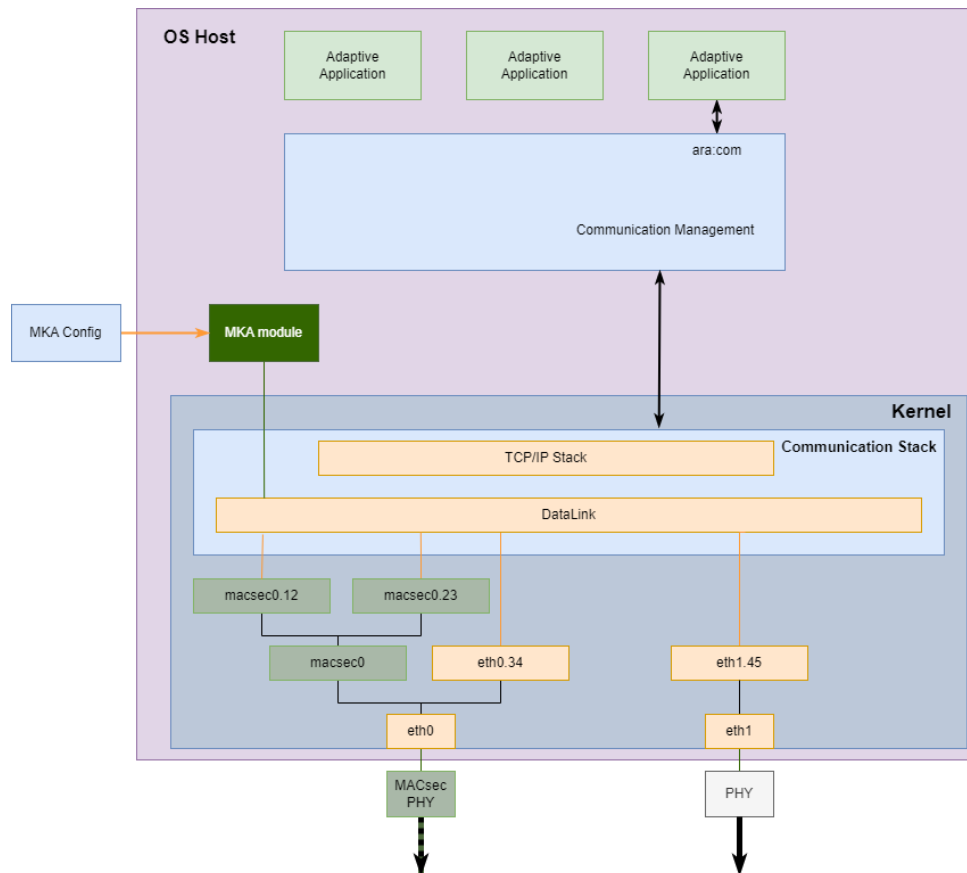 OS Host
Adaptive
Application
Adaptive
Application
Adaptive
Application
ara:com
Communication Management
MKA Config
MKA module
Kernel
Communication Stack
TCP/IP Stack
DataLink
macsec0.12
macsec0.23
macsec0
eth0.34
eth1.45
eth0
eth1
MACsec
PHY
PHY